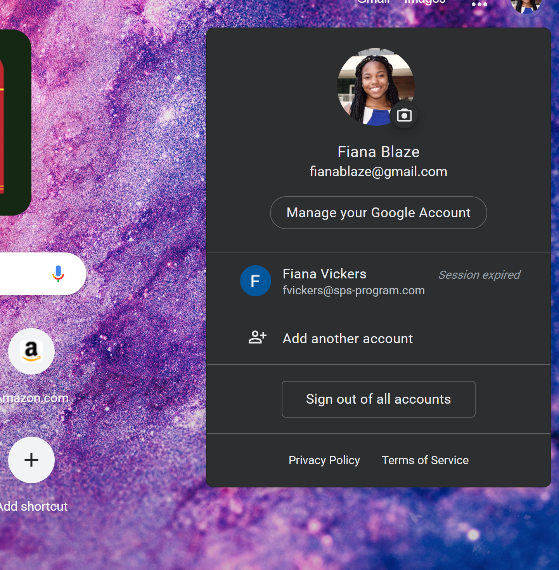 Gmail Images
Fiana Blaze
fianablaze@gmail.com
Manage your Google Account
F
Fiana Vickers
Session expired
fvickers@sps-program.com
Add another account
a
Amazon.com
Sign out of all accounts
Add shortcut
Privacy Policy Terms of Service